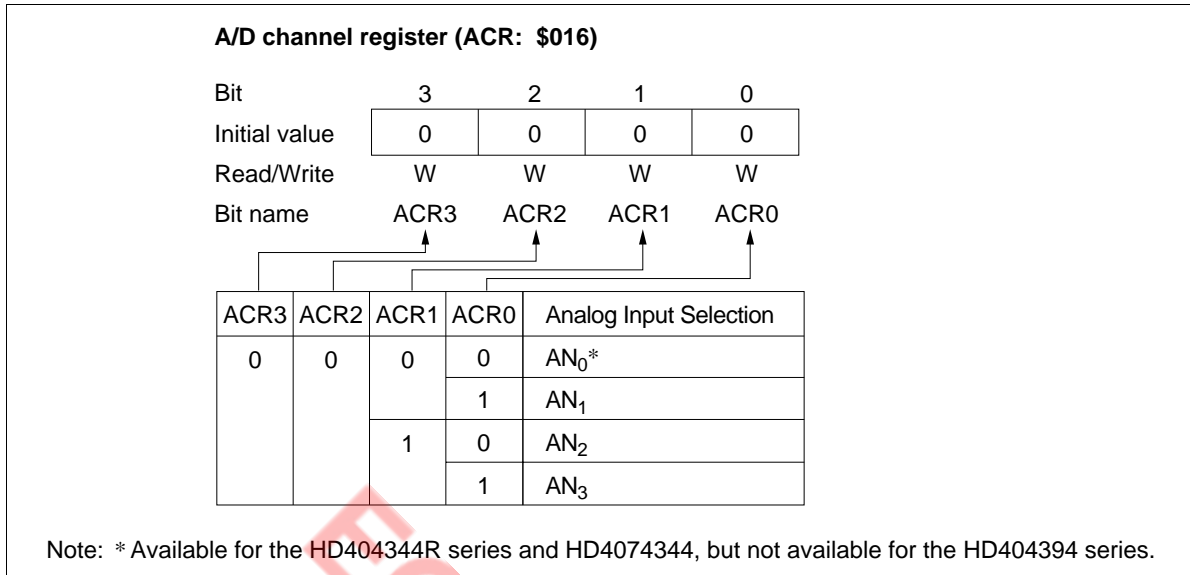 A/D channel register (ACR: $016)
Bit 3 2 1 0
Initial value 0 0 0 0
Read/Write W W W W
Bit name ACR3 ACR2 ACR1 ACR0
ACR3 ACR2 ACR1 ACR0 Analog Input Selection
0 0 0 0 AN₀*
1 AN₁
1 0 AN₂
1 AN₃
Note: * Available for the HD404344R series and HD4074344, but not available for the HD404394 series.